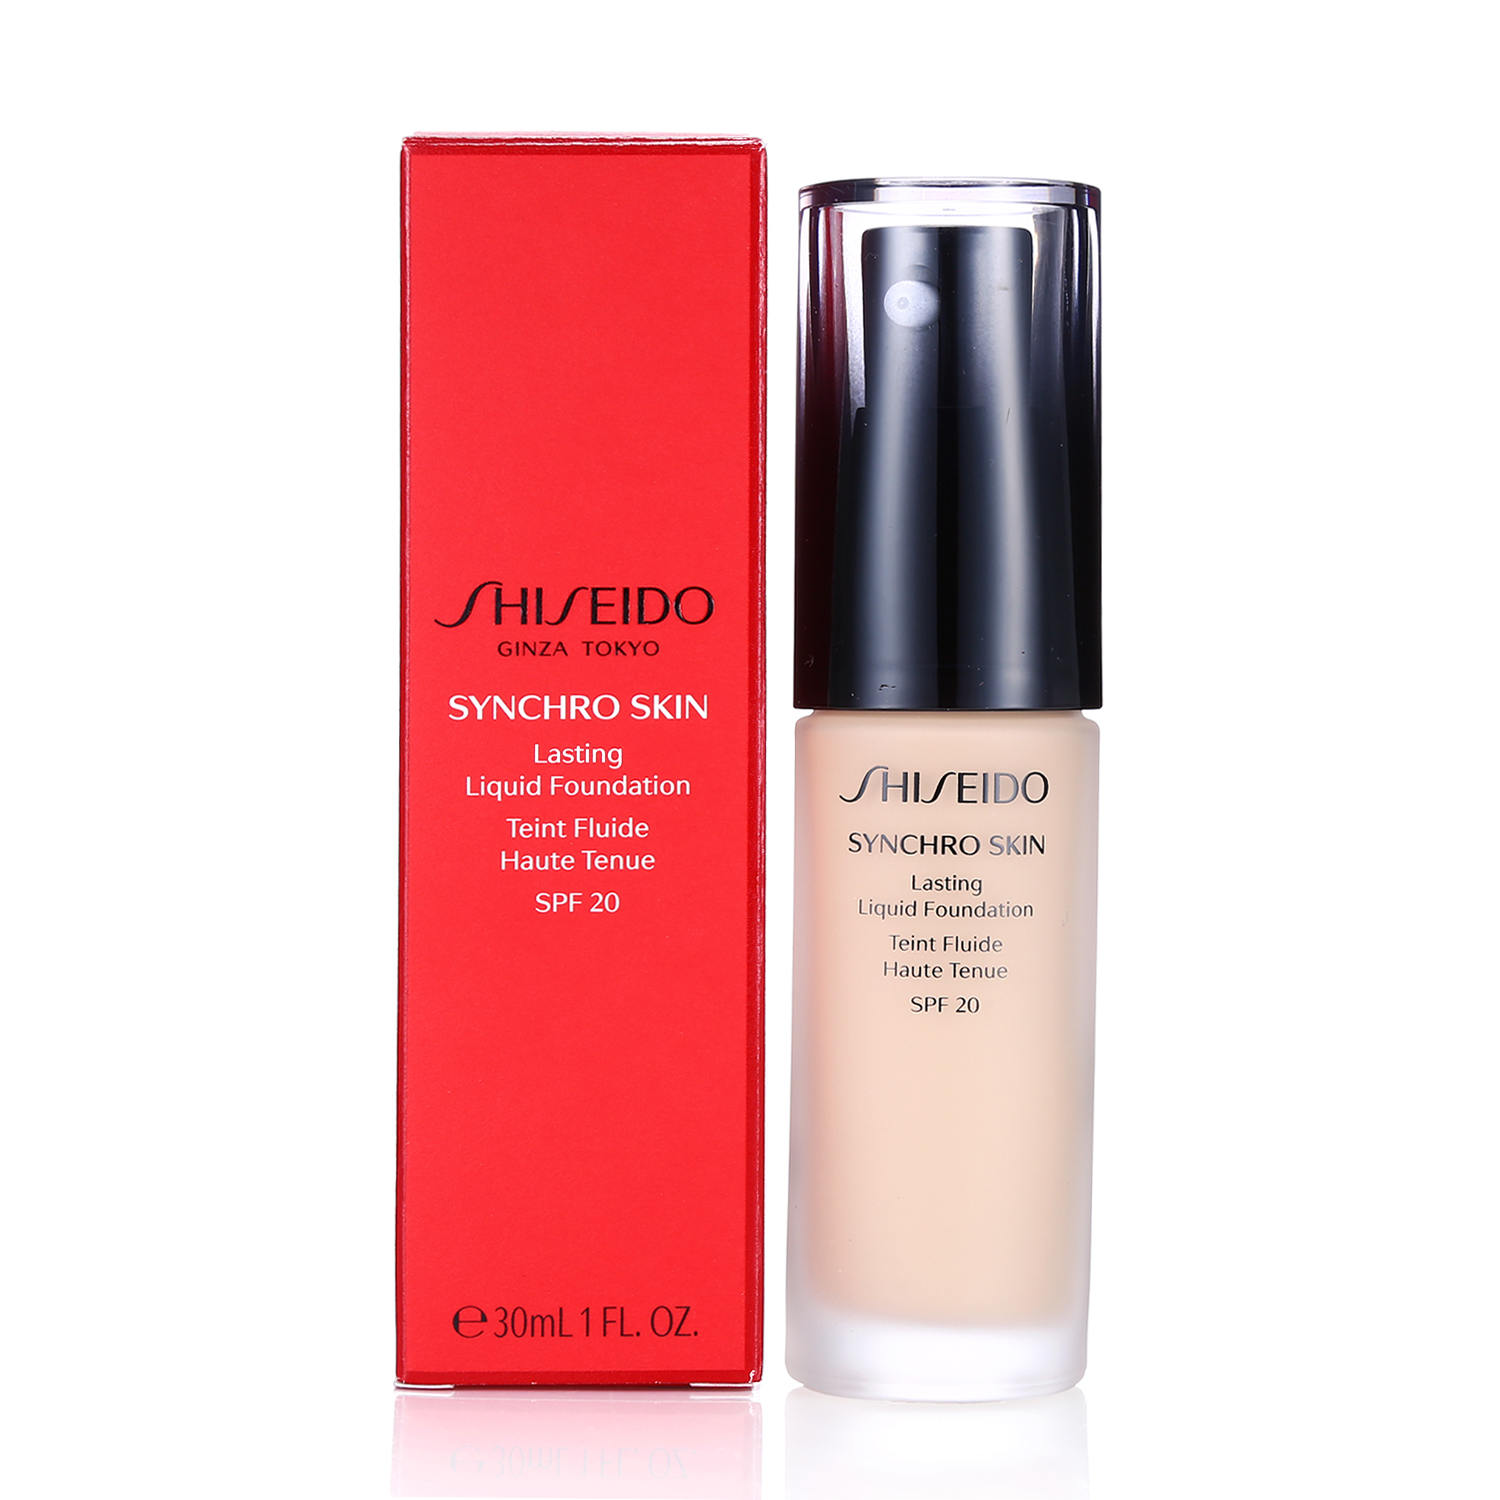 SHISEIDO
GINZA TOKYO
SYNCHRO SKIN
Lasting
Liquid Foundation
Teint Fluide
Haute Tenue
SPF 20
℮30mL 1 FL. OZ.
SHISEIDO
SYNCHRO SKIN
Lasting
Liquid Foundation
Teint Fluide
Haute Tenue
SPF 20